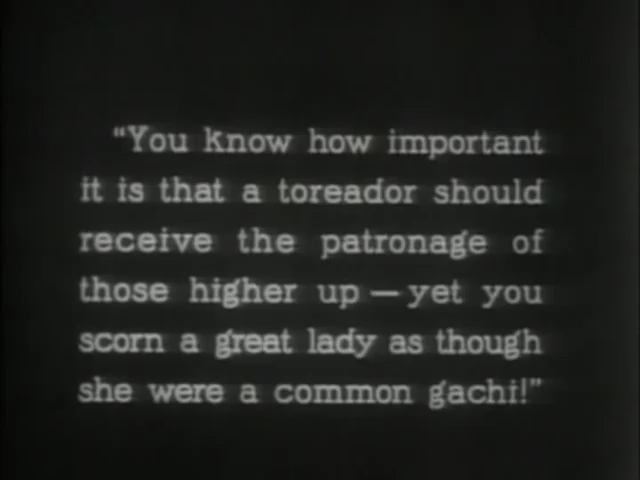 “You know how important
it is that a toreador should
receive the patronage of
those higher up — yet you
scorn a great lady as though
she were a common gachi!”